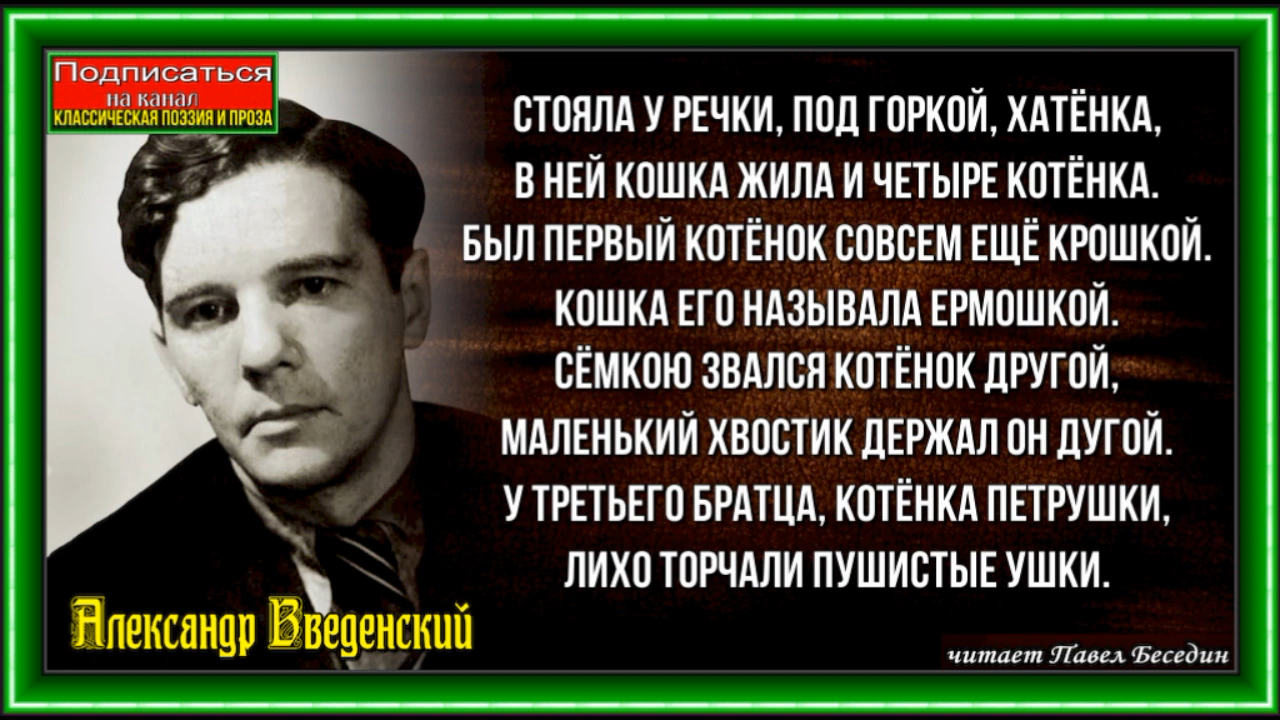 Подписаться
на канал
КЛАССИЧЕСКАЯ ПОЭЗИЯ И ПРОЗА
СТОЯЛА У РЕЧКИ, ПОД ГОРКОЙ, ХАТЁНКА,
В НЕЙ КОШКА ЖИЛА И ЧЕТЫРЕ КОТЁНКА.
БЫЛ ПЕРВЫЙ КОТЁНОК СОВСЕМ ЕЩЁ КРОШКОЙ.
КОШКА ЕГО НАЗЫВАЛА ЕРМОШКОЙ.
СЁМКОЮ ЗВАЛСЯ КОТЁНОК ДРУГОЙ,
МАЛЕНЬКИЙ ХВОСТИК ДЕРЖАЛ ОН ДУГОЙ.
У ТРЕТЬЕГО БРАТЦА, КОТЁНКА ПЕТРУШКИ,
ЛИХО ТОРЧАЛИ ПУШИСТЫЕ УШКИ.
Александр Введенский
читает Павел Беседин